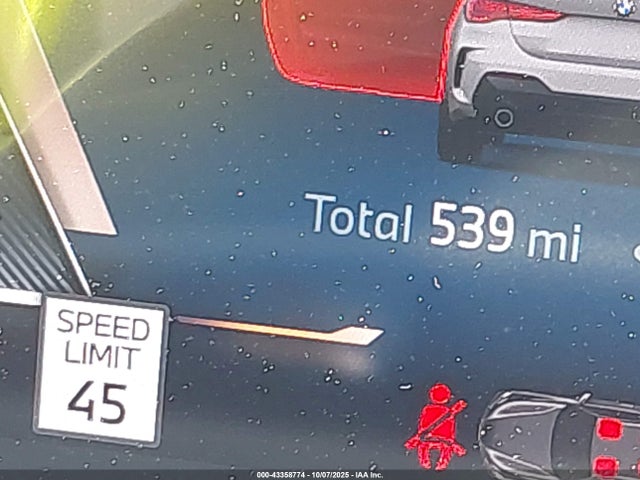 Total 539 mi
SPEED
LIMIT
45
000-43358774 - 10/07/2025 - IAA Inc.